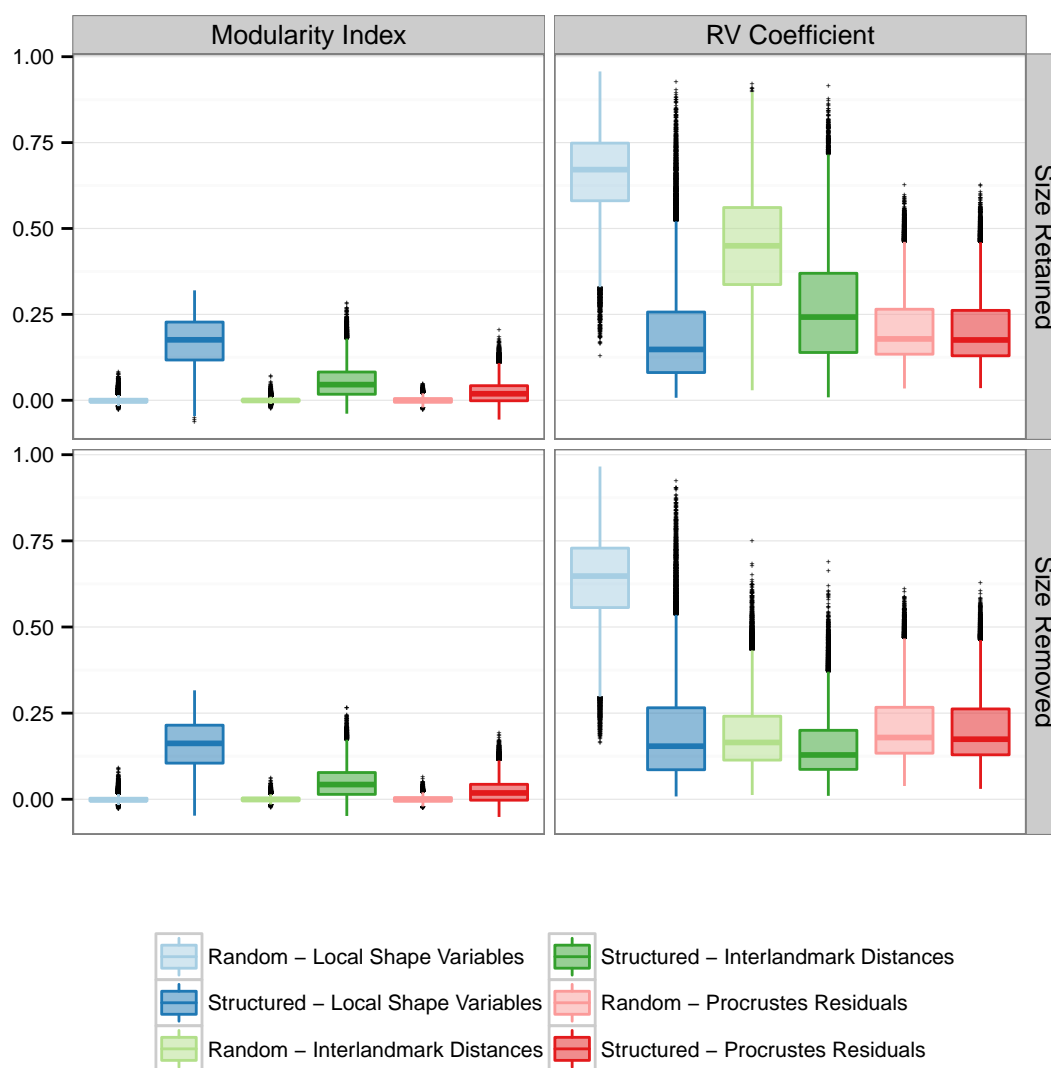 Modularity Index
RV Coefficient
1.00
0.75
0.50
0.25
0.00
Size Retained
1.00
0.75
0.50
0.25
0.00
Size Removed
Random − Local Shape Variables
Structured − Interlandmark Distances
Structured − Local Shape Variables
Random − Procrustes Residuals
Random − Interlandmark Distances
Structured − Procrustes Residuals